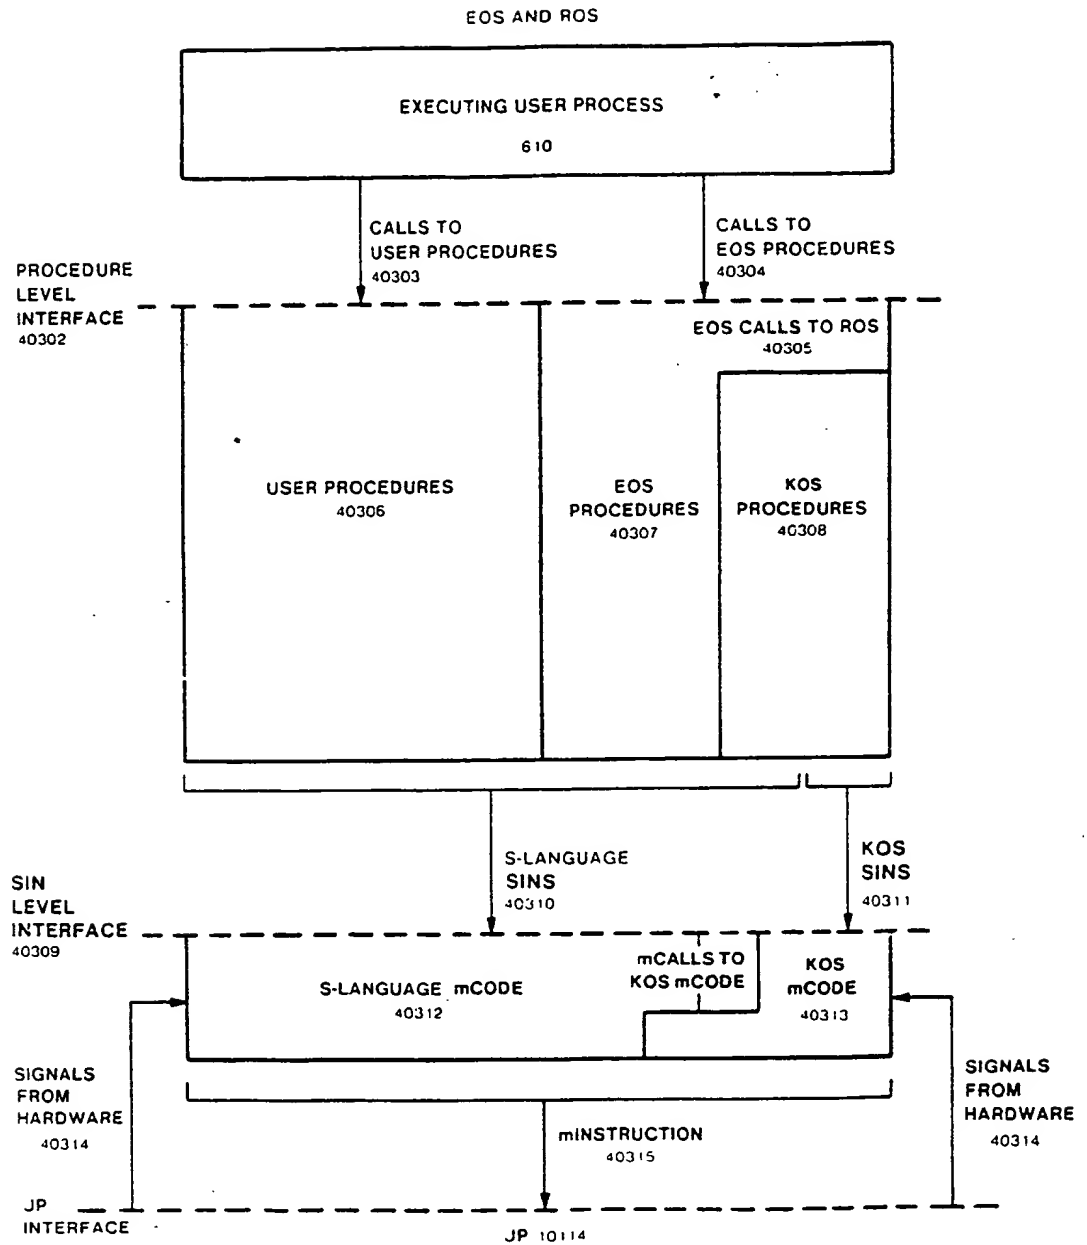 EOS AND ROS
EXECUTING USER PROCESS
610
CALLS TO
USER PROCEDURES
40303
CALLS TO
EOS PROCEDURES
40304
PROCEDURE
LEVEL
INTERFACE
40302
EOS CALLS TO ROS
40305
USER PROCEDURES
40306
EOS
PROCEDURES
40307
KOS
PROCEDURES
40308
S-LANGUAGE
SINS
40310
KOS
SINS
40311
SIN
LEVEL
INTERFACE
40309
S-LANGUAGE mCODE
40312
mCALLS TO
KOS mCODE
KOS
mCODE
40313
SIGNALS
FROM
HARDWARE
40314
mINSTRUCTION
40315
SIGNALS
FROM
HARDWARE
40314
JP
INTERFACE
JP 10114